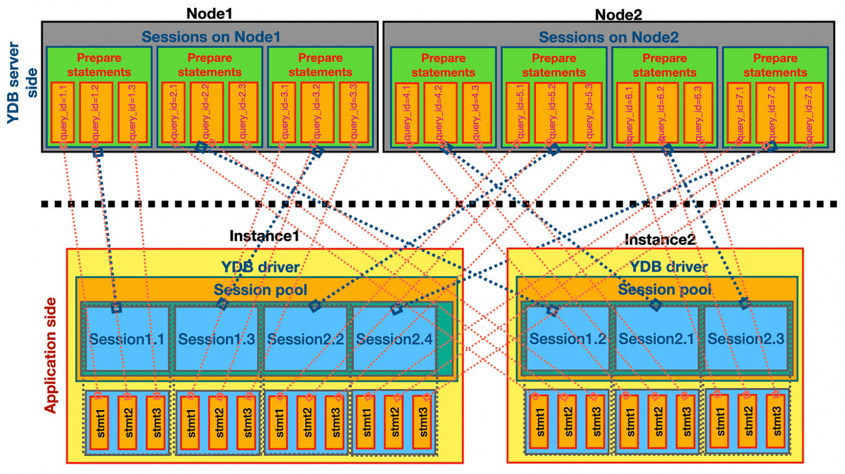 Node1
Node2
YDB server
side
Sessions on Node1
Sessions on Node2
Prepare
statements
Prepare
statements
Prepare
statements
Prepare
statements
Prepare
statements
Prepare
statements
Prepare
statements
query_id=1.1
query_id=1.2
query_id=1.3
query_id=2.1
query_id=2.2
query_id=2.3
query_id=3.1
query_id=3.2
query_id=3.3
query_id=4.1
query_id=4.2
query_id=4.3
query_id=5.1
query_id=5.2
query_id=5.3
query_id=6.1
query_id=6.2
query_id=6.3
query_id=7.1
query_id=7.2
query_id=7.3
Instance1
Instance2
Application side
YDB driver
YDB driver
Session pool
Session pool
Session1.1
Session1.3
Session2.2
Session2.4
Session1.2
Session2.1
Session2.3
stmt1
stmt2
stmt3
stmt1
stmt2
stmt3
stmt1
stmt2
stmt3
stmt1
stmt2
stmt3
stmt1
stmt2
stmt3
stmt1
stmt2
stmt3
stmt1
stmt2
stmt3